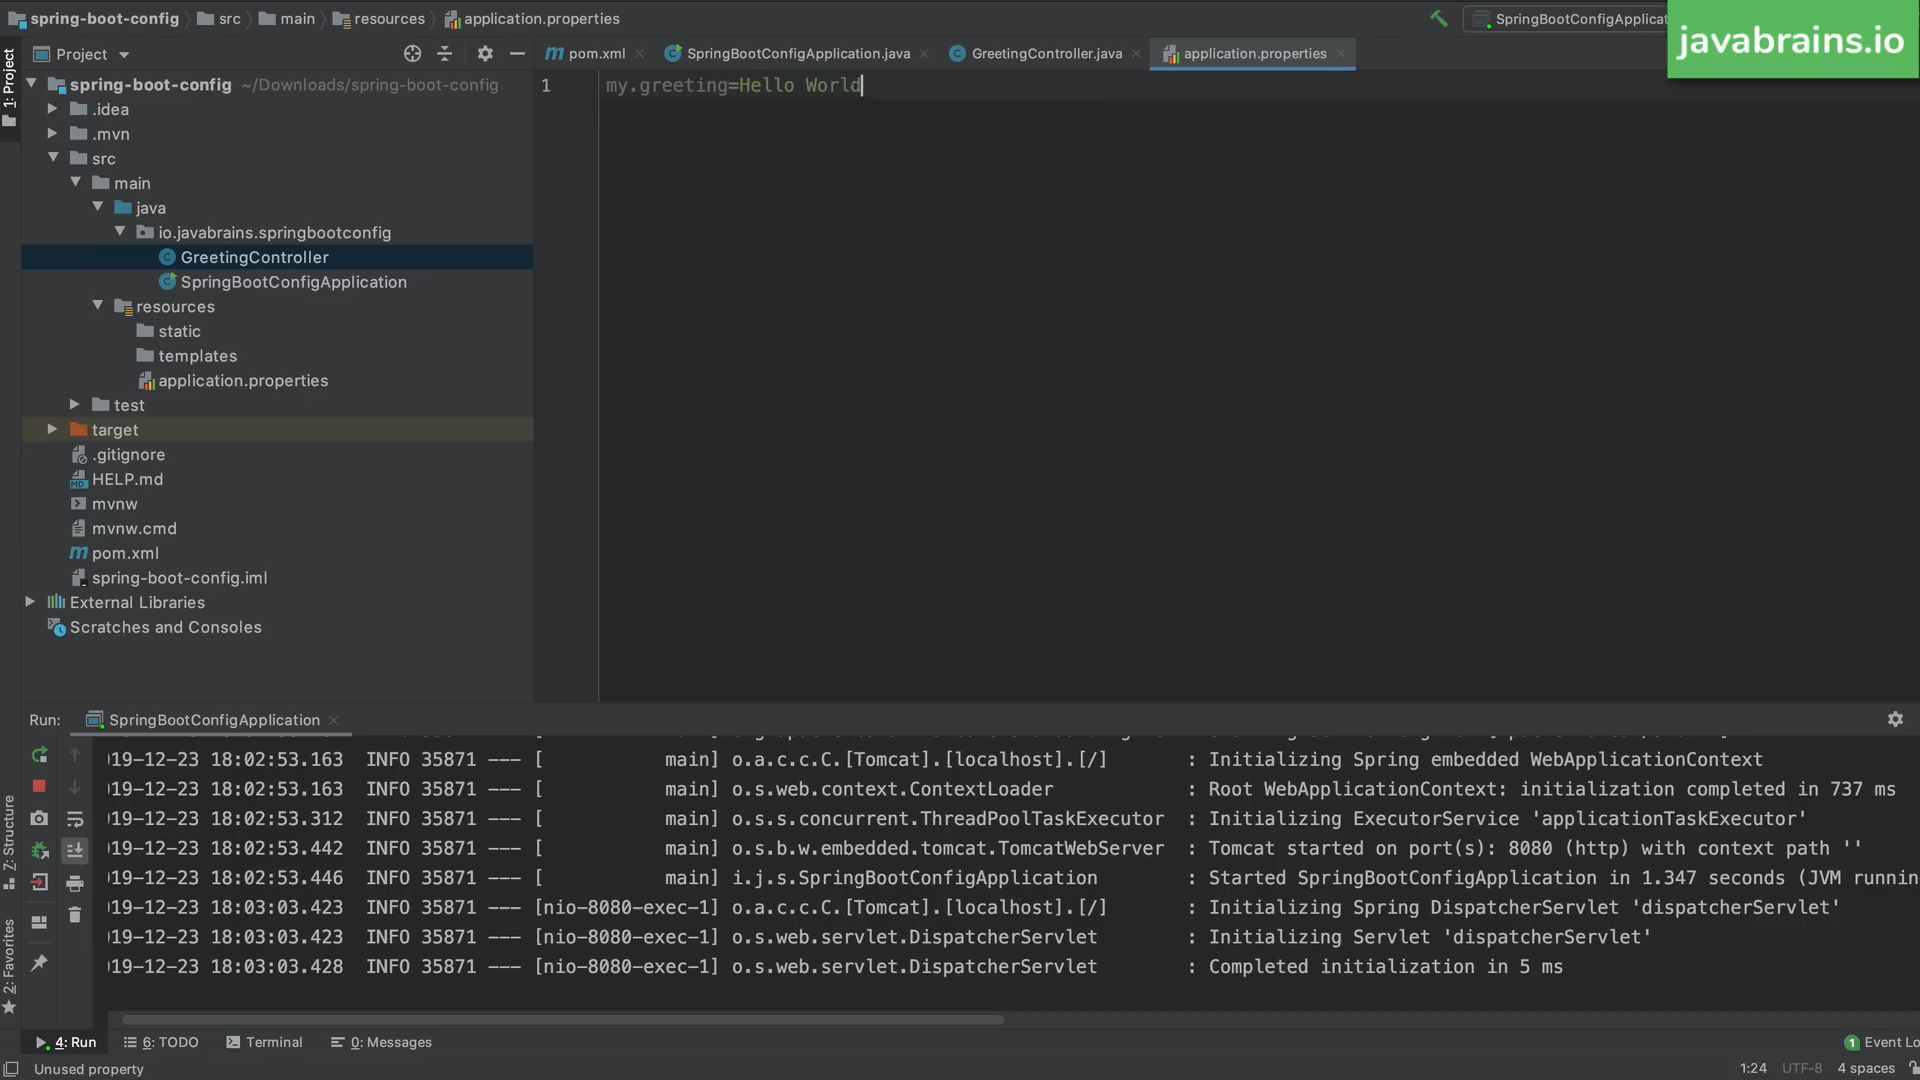 spring-boot-config src main resources application.properties
SpringBootConfigApplicat
javabrains.io
Project
pom.xml SpringBootConfigApplication.java GreetingController.java application.properties
1: Project
spring-boot-config ~/Downloads/spring-boot-config
.idea
.mvn
src
main
java
io.javabrains.springbootconfig
GreetingController
SpringBootConfigApplication
resources
static
templates
application.properties
test
target
.gitignore
HELP.md
mvnw
mvnw.cmd
pom.xml
spring-boot-config.iml
External Libraries
Scratches and Consoles
1 my.greeting=Hello World
Run: SpringBootConfigApplication
19-12-23 18:02:53.163 INFO 35871 --- [ main] o.a.c.c.C.[Tomcat].[localhost].[/] : Initializing Spring embedded WebApplicationContext
19-12-23 18:02:53.163 INFO 35871 --- [ main] o.s.web.context.ContextLoader : Root WebApplicationContext: initialization completed in 737 ms
19-12-23 18:02:53.312 INFO 35871 --- [ main] o.s.s.concurrent.ThreadPoolTaskExecutor : Initializing ExecutorService 'applicationTaskExecutor'
19-12-23 18:02:53.442 INFO 35871 --- [ main] o.s.b.w.embedded.tomcat.TomcatWebServer : Tomcat started on port(s): 8080 (http) with context path ''
19-12-23 18:02:53.446 INFO 35871 --- [ main] i.j.s.SpringBootConfigApplication : Started SpringBootConfigApplication in 1.347 seconds (JVM runnin
19-12-23 18:03:03.423 INFO 35871 --- [nio-8080-exec-1] o.a.c.c.C.[Tomcat].[localhost].[/] : Initializing Spring DispatcherServlet 'dispatcherServlet'
19-12-23 18:03:03.423 INFO 35871 --- [nio-8080-exec-1] o.s.web.servlet.DispatcherServlet : Initializing Servlet 'dispatcherServlet'
19-12-23 18:03:03.428 INFO 35871 --- [nio-8080-exec-1] o.s.web.servlet.DispatcherServlet : Completed initialization in 5 ms
Z: Structure
2: Favorites
4: Run 6: TODO Terminal 0: Messages
1 Event Lo
Unused property
1:24 UTF-8 4 spaces